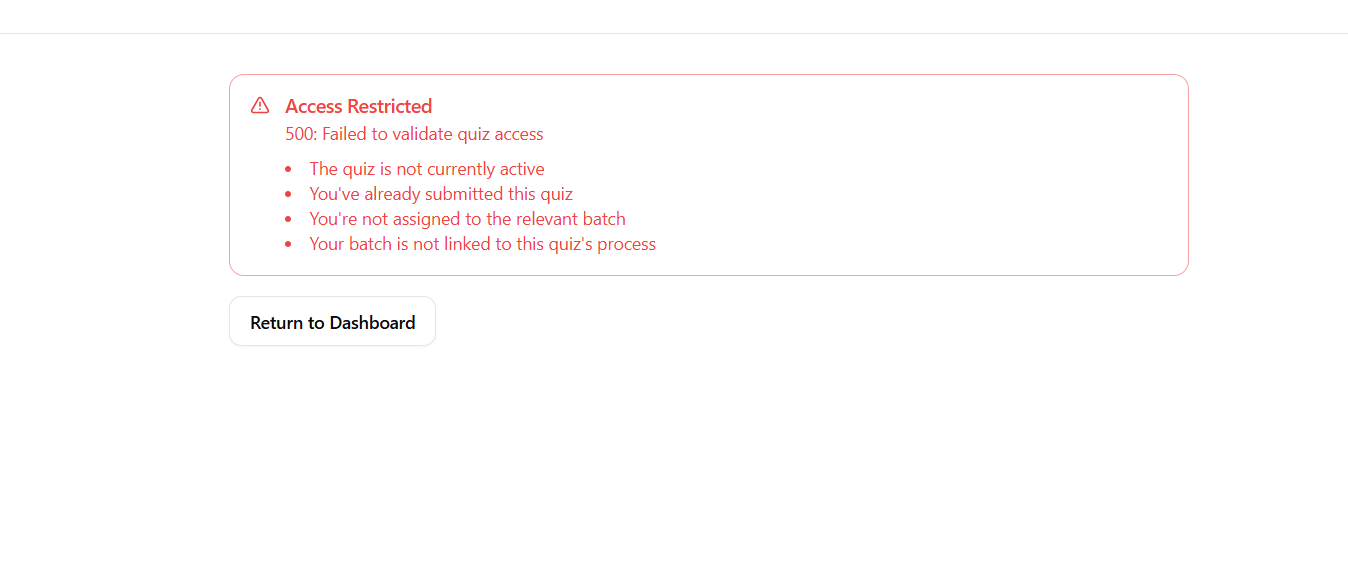 Access Restricted
500: Failed to validate quiz access
• The quiz is not currently active
• You've already submitted this quiz
• You're not assigned to the relevant batch
• Your batch is not linked to this quiz's process
Return to Dashboard